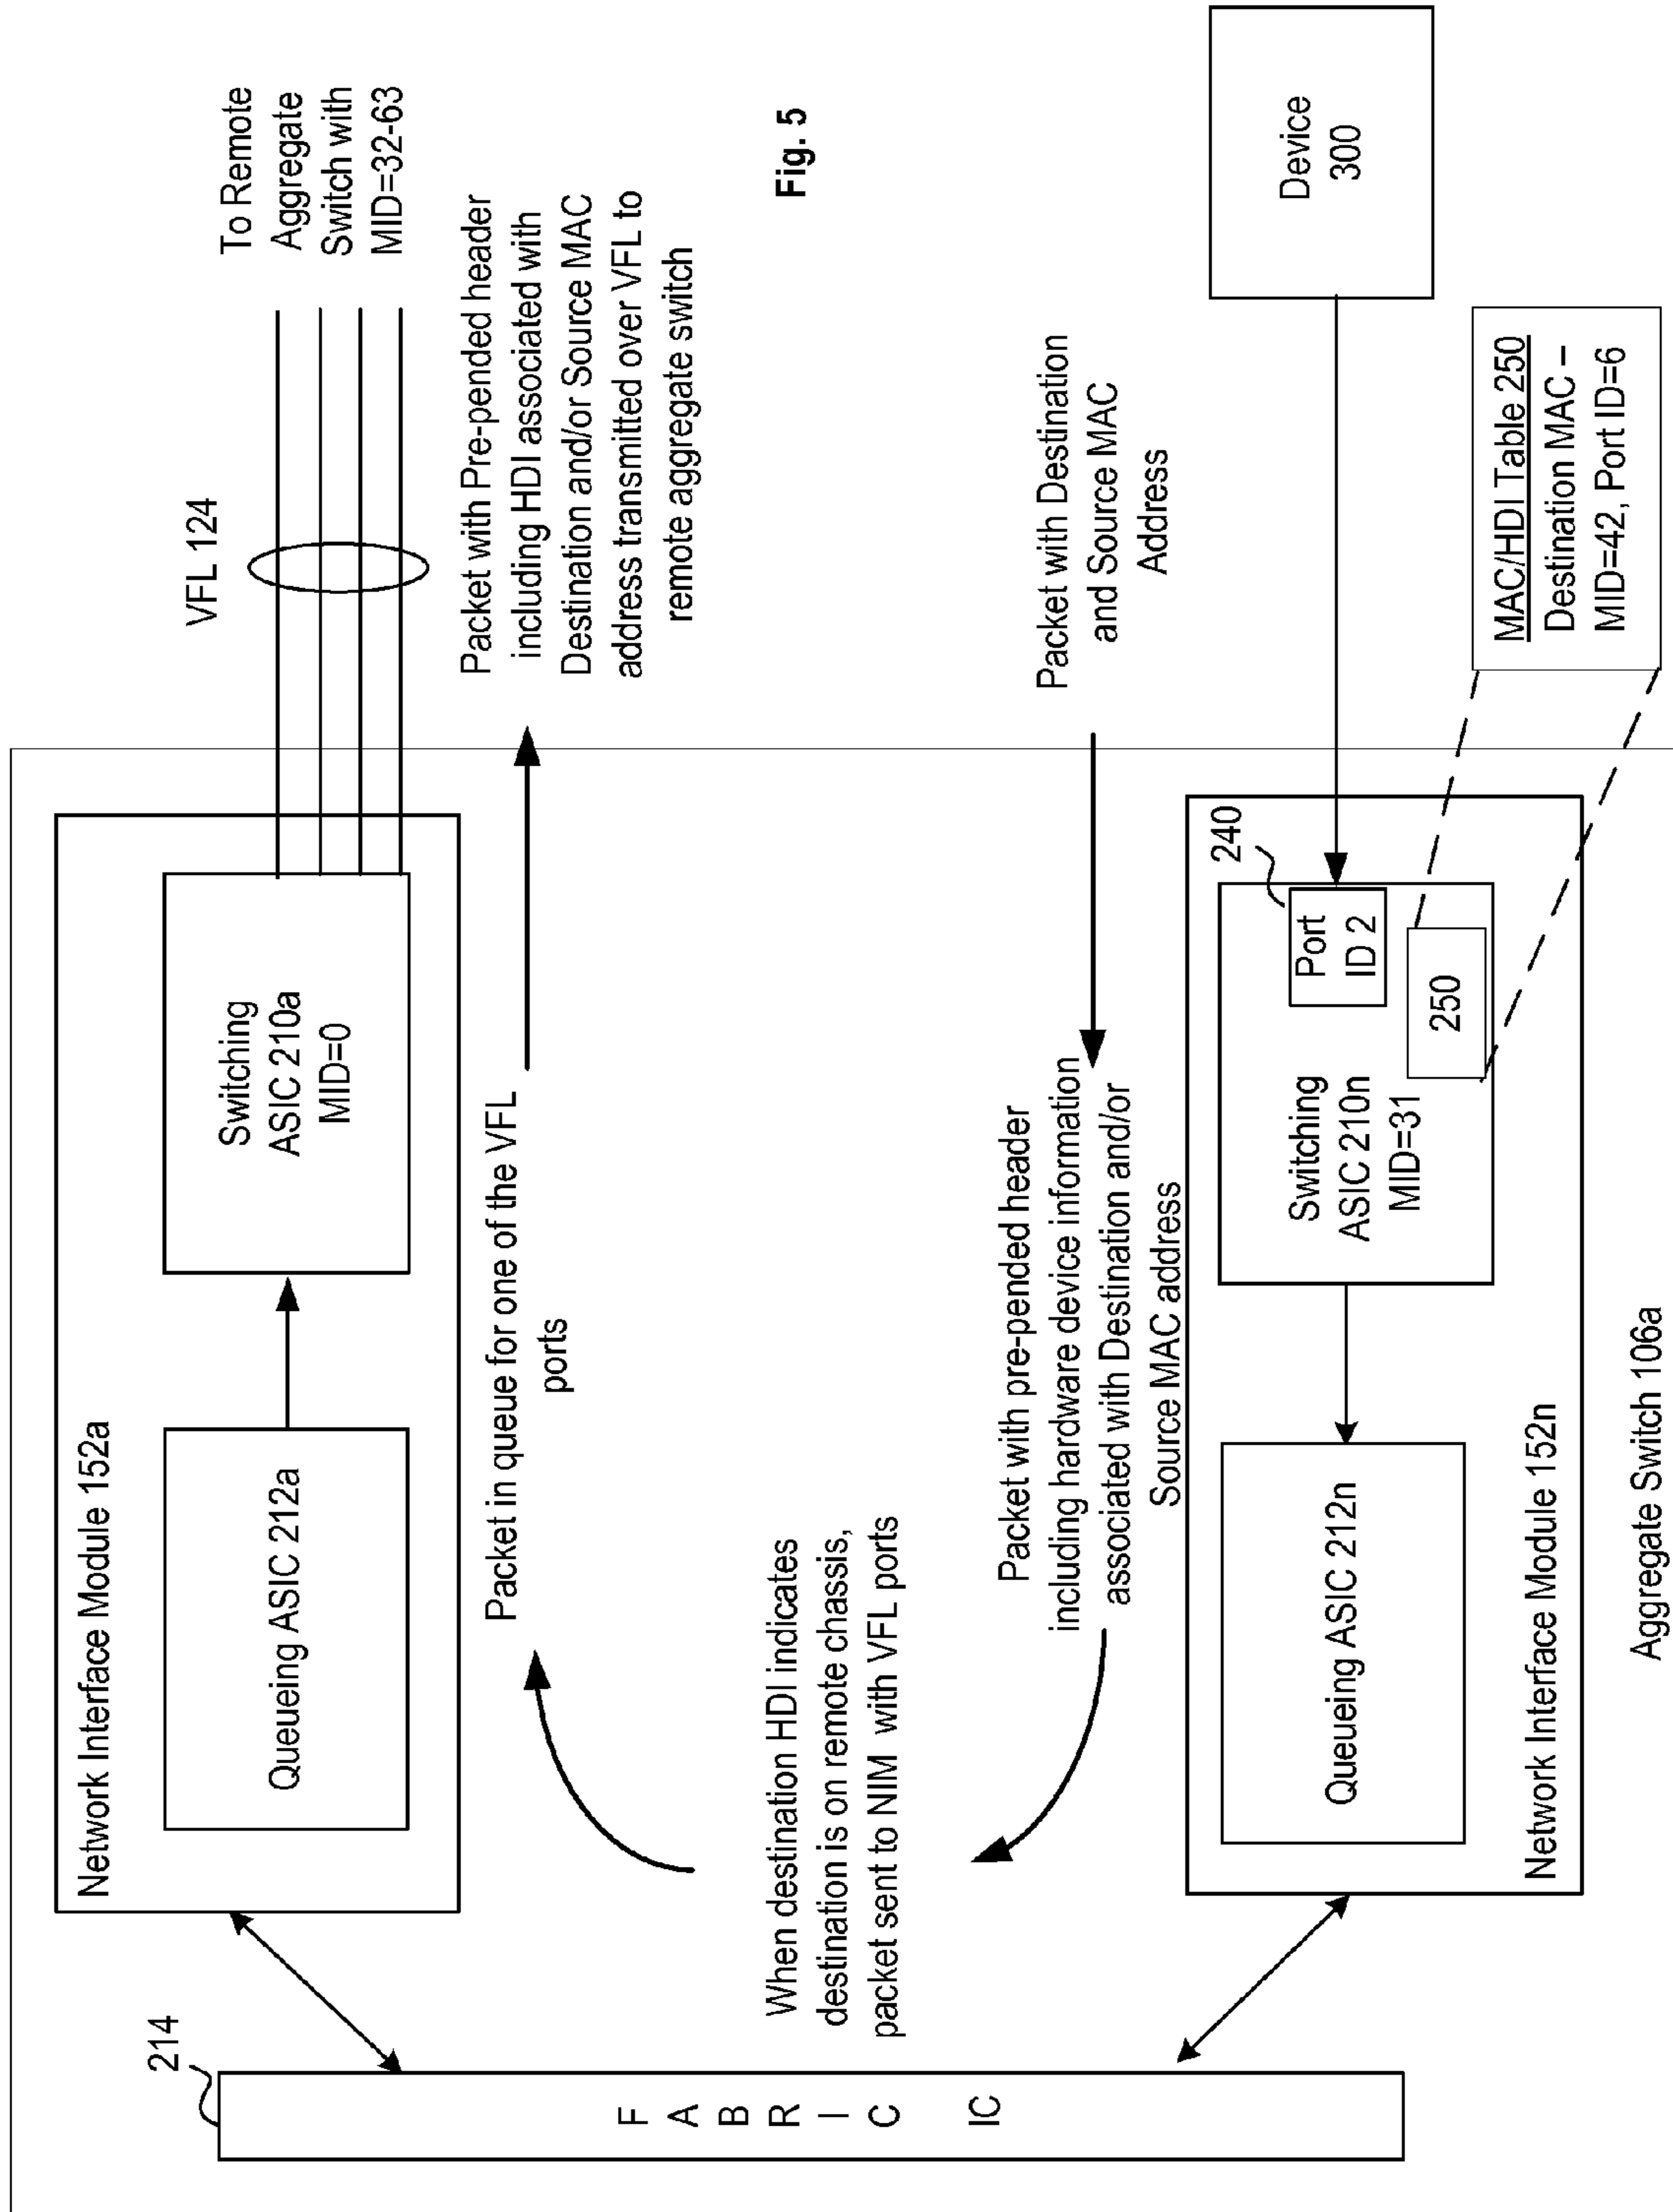 214
FABRIC IC
Network Interface Module 152a
Queueing ASIC 212a
Switching
ASIC 210a
MID=0
VFL 124
To Remote
Aggregate
Switch with
MID=32-63
Packet in queue for one of the VFL
ports
Packet with Pre-pended header
including HDI associated with
Destination and/or Source MAC
address transmitted over VFL to
remote aggregate switch
Fig. 5
When destination HDI indicates
destination is on remote chassis,
packet sent to NIM with VFL ports
Packet with pre-pended header
including hardware device information
associated with Destination and/or
Source MAC address
Packet with Destination
and Source MAC
Address
Device
300
240
Port
ID 2
Switching
ASIC 210n
MID=31
250
Queueing ASIC 212n
Network Interface Module 152n
MAC/HDI Table 250
Destination MAC –
MID=42, Port ID=6
Aggregate Switch 106a